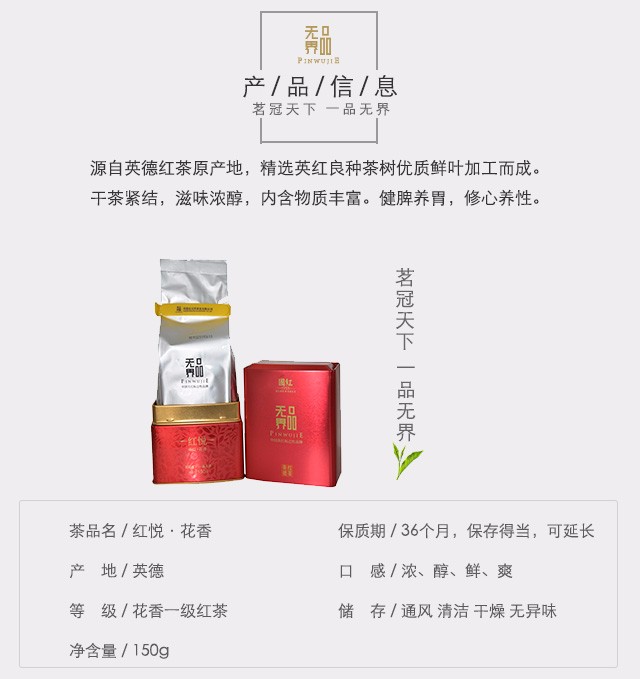 无界品
PINWUJIE
产/品/信/息
茗冠天下 一品无界
源自英德红茶原产地，精选英红良种茶树优质鲜叶加工而成。
干茶紧结，滋味浓醇，内含物质丰富。健脾养胃，修心养性。
茗冠天下 一品无界
无界品
PINWUJIE
红悦
无界品
PINWUJIE
茶品名 / 红悦 · 花香
保质期 / 36个月，保存得当，可延长
产 地 / 英德
口 感 / 浓、醇、鲜、爽
等 级 / 花香一级红茶
储 存 / 通风 清洁 干燥 无异味
净含量 / 150g